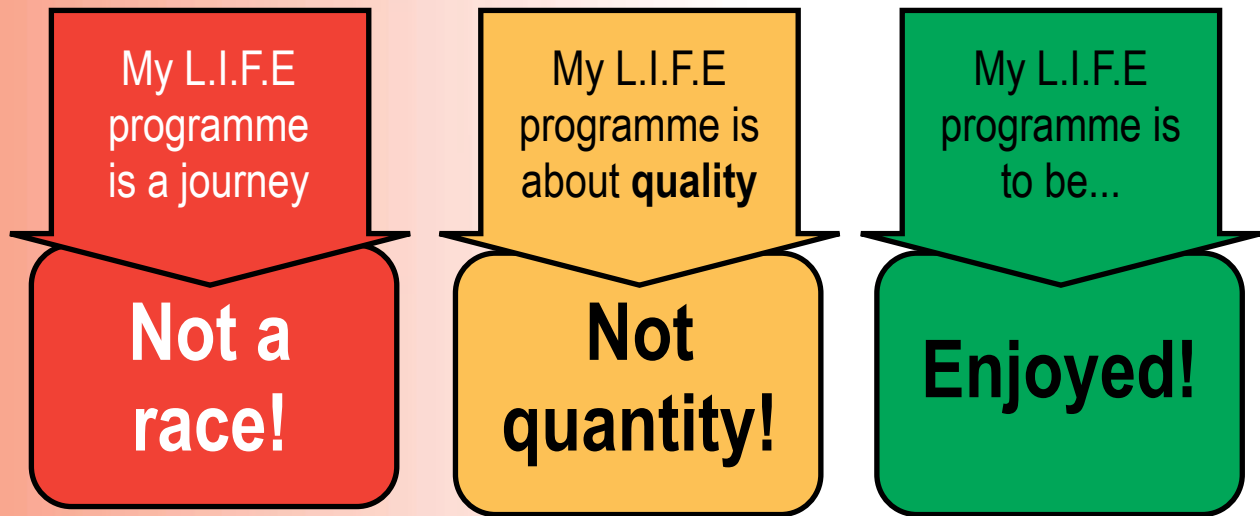 My L.I.F.E
programme
is a journey
Not a
race!
My L.I.F.E
programme is
about quality
Not
quantity!
My L.I.F.E
programme is
to be...
Enjoyed!